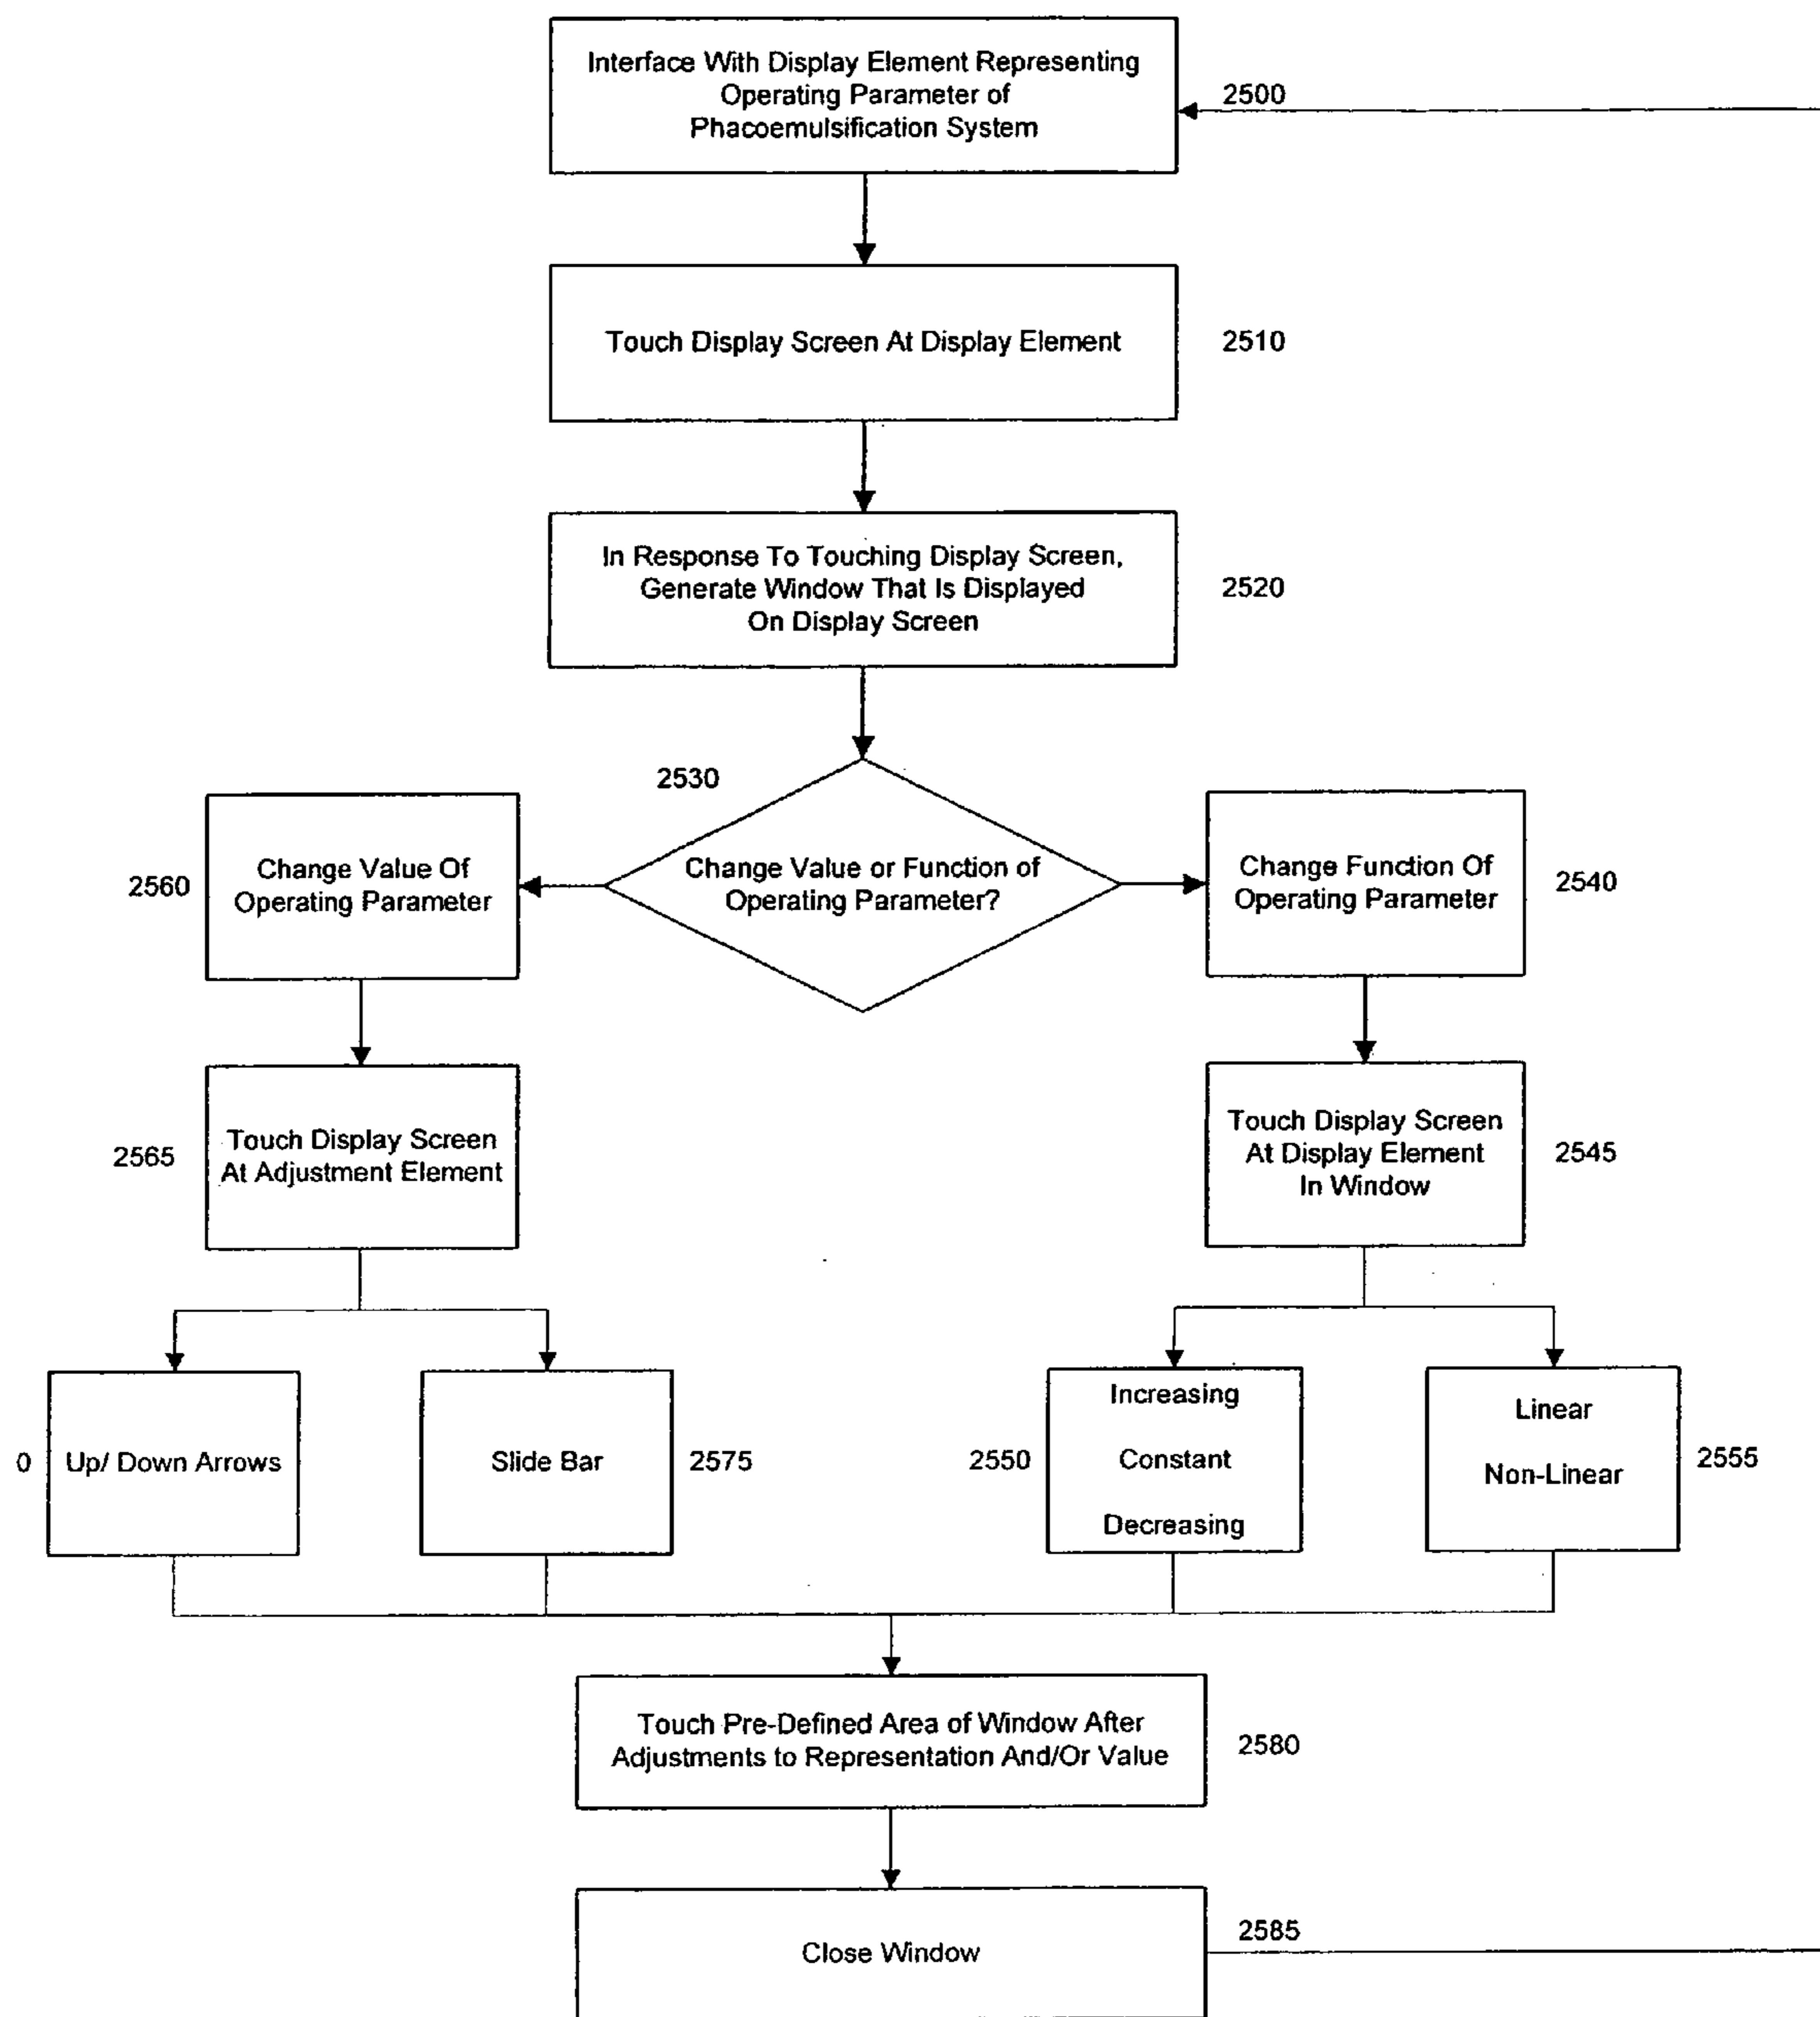 Interface With Display Element Representing
Operating Parameter of
Phacoemulsification System
2500
Touch Display Screen At Display Element
2510
In Response To Touching Display Screen,
Generate Window That Is Displayed
On Display Screen
2520
2530
Change Value or Function of
Operating Parameter?
2560
Change Value Of
Operating Parameter
Change Function Of
Operating Parameter
2540
2565
Touch Display Screen
At Adjustment Element
Touch Display Screen
At Display Element
In Window
2545
0
Up/ Down Arrows
Slide Bar
2575
2550
Increasing
Constant
Decreasing
Linear
Non-Linear
2555
Touch Pre-Defined Area of Window After
Adjustments to Representation And/Or Value
2580
Close Window
2585